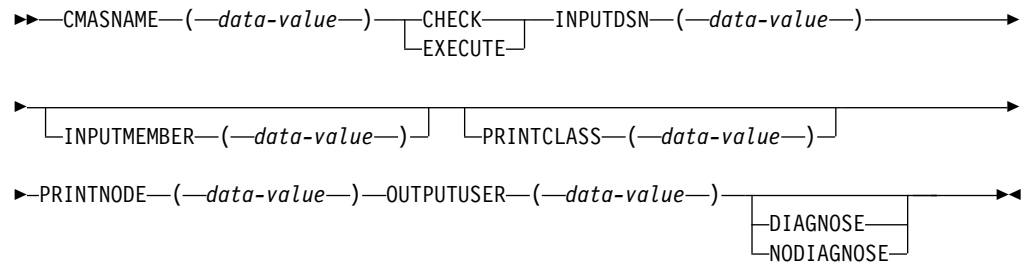 CMASNAME ( data-value ) CHECK INPUTDSN ( data-value )
EXECUTE
INPUTMEMBER ( data-value ) PRINTCLASS ( data-value )
PRINTNODE ( data-value ) OUTPUTUSER ( data-value )
DIAGNOSE
NODIAGNOSE